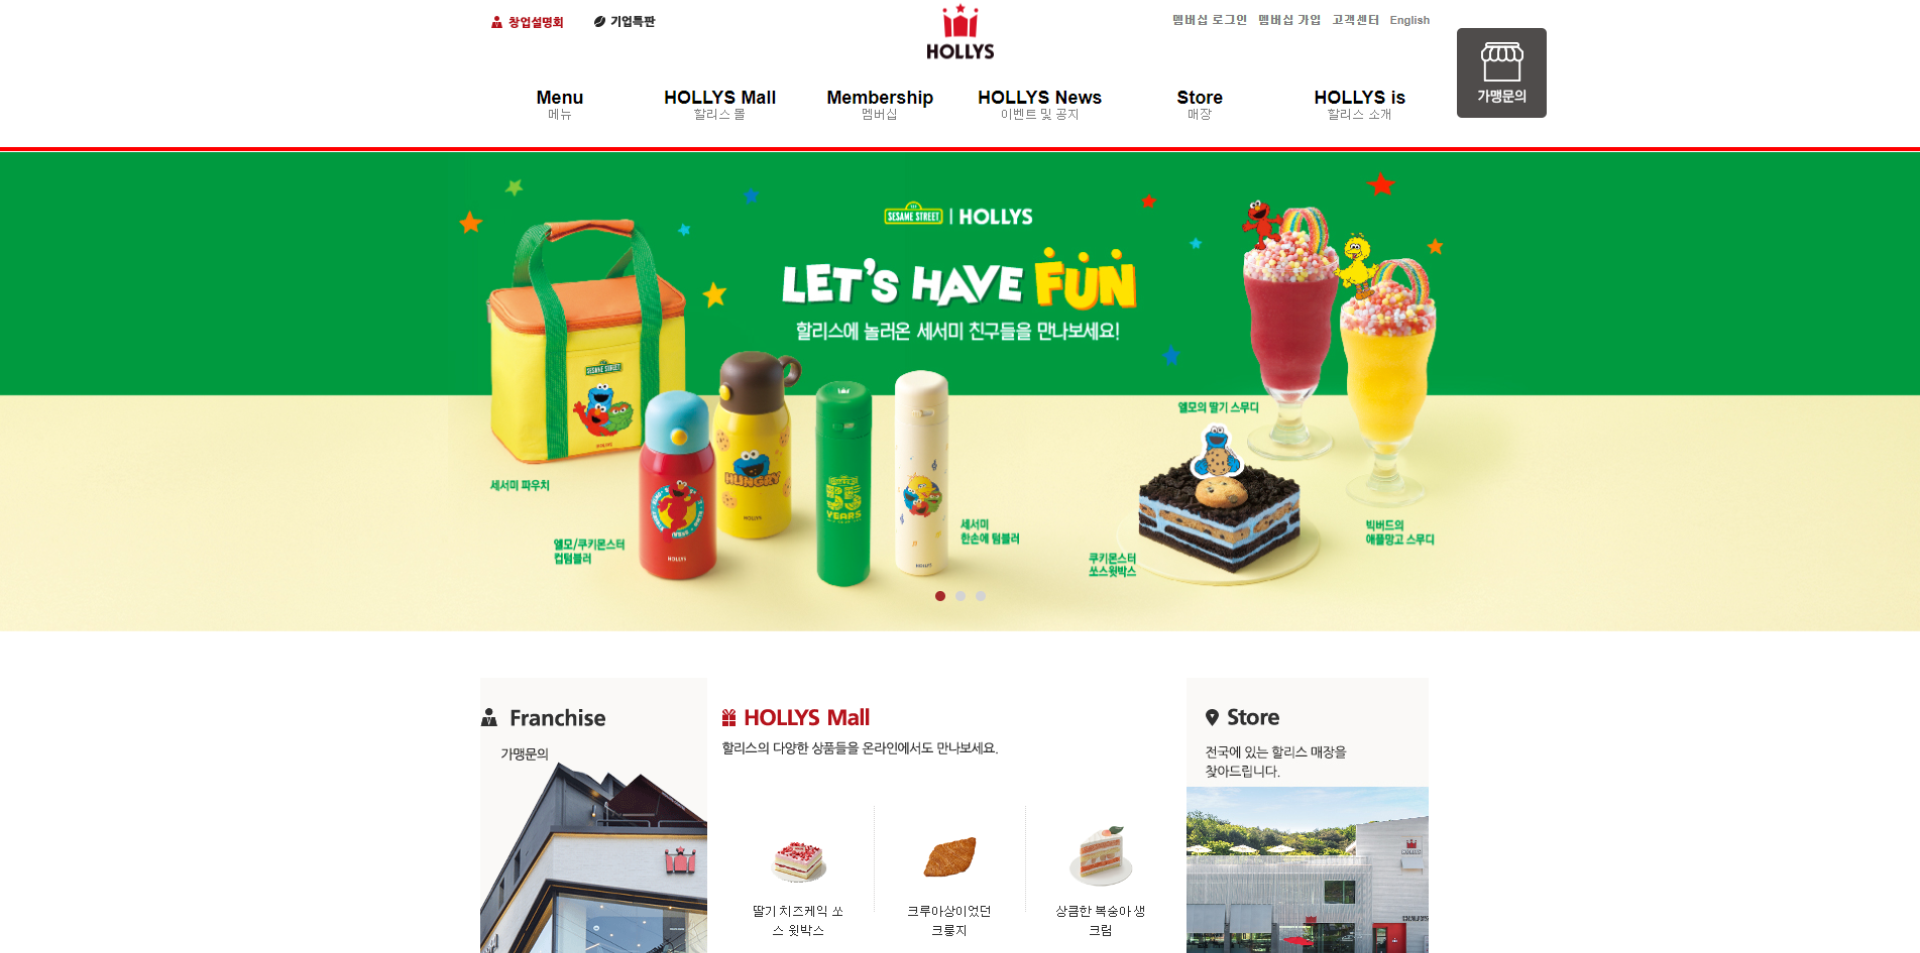 창업설명회 기업특판
HOLLYS
멤버십 로그인 멤버십 가입 고객센터 English
가맹문의
Menu HOLLYS Mall Membership HOLLYS News Store HOLLYS is
메뉴 할리스 몰 멤버십 이벤트 및 공지 매장 할리스 소개
SESAME STREET | HOLLYS
LET'S HAVE FUN
할리스에 놀러온 세서미 친구들을 만나보세요!
SESAME STREET
세서미 파우치
엘모/쿠키몬스터
컵텀블러
HOLLYS
HUNGRY
HOLLYS
55
YEARS
HOLLYS
세서미
한손에 텀블러
엘모의 딸기 스무디
쿠키몬스터
쏘스윗박스
빅버드의
애플망고 스무디
Franchise
가맹문의
HOLLYS Mall
할리스의 다양한 상품들을 온라인에서도 만나보세요.
딸기 치즈케익 쏘
스 윗박스
크루아상이었던
크룽지
상큼한 복숭아 생
크림
Store
전국에 있는 할리스 매장을
찾아드립니다.
HOLLYS